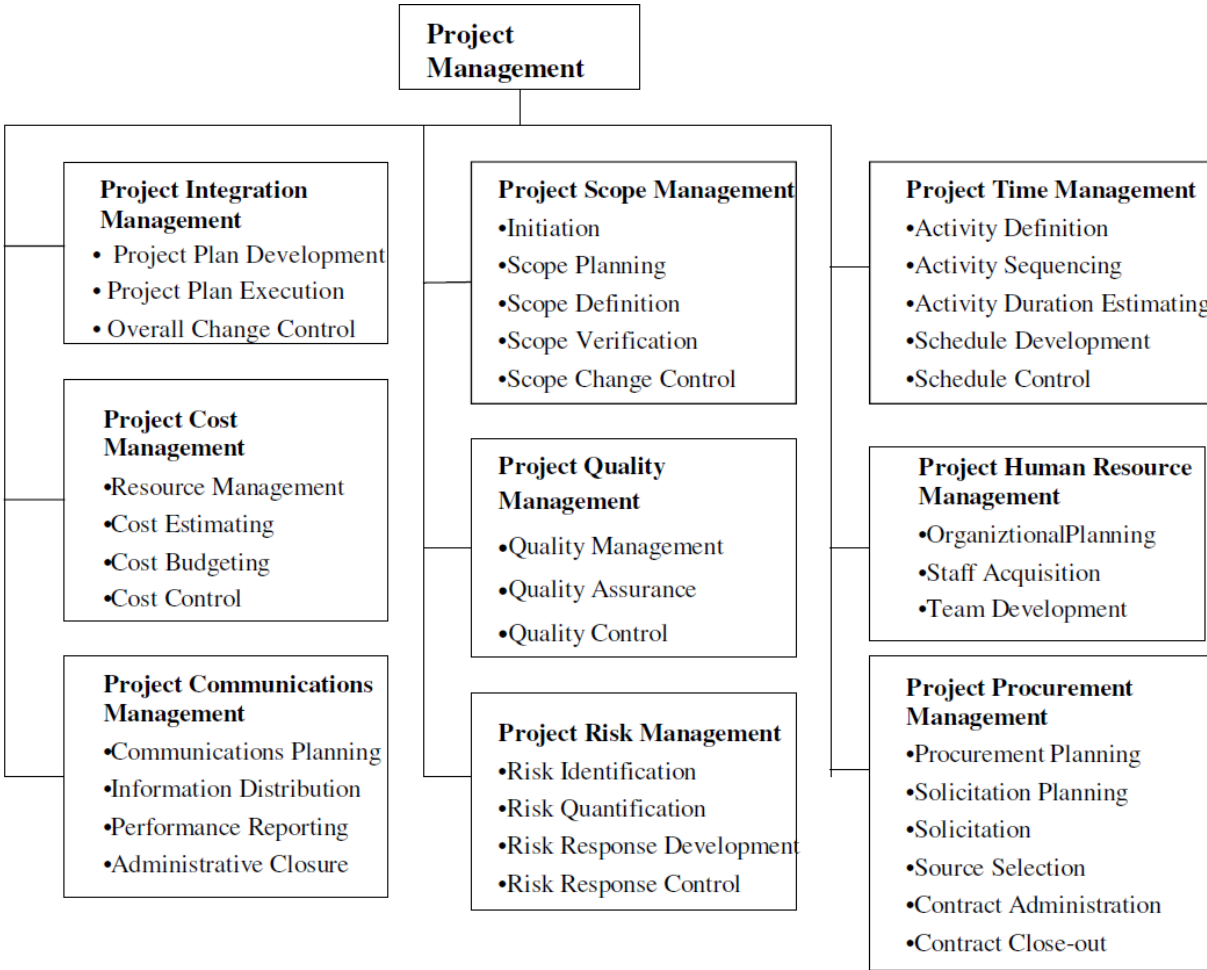 Project
Management
Project Integration
Management
• Project Plan Development
• Project Plan Execution
• Overall Change Control
Project Scope Management
•Initiation
•Scope Planning
•Scope Definition
•Scope Verification
•Scope Change Control
Project Time Management
•Activity Definition
•Activity Sequencing
•Activity Duration Estimating
•Schedule Development
•Schedule Control
Project Cost
Management
•Resource Management
•Cost Estimating
•Cost Budgeting
•Cost Control
Project Quality
Management
•Quality Management
•Quality Assurance
•Quality Control
Project Human Resource
Management
•OrganiztionalPlanning
•Staff Acquisition
•Team Development
Project Communications
Management
•Communications Planning
•Information Distribution
•Performance Reporting
•Administrative Closure
Project Risk Management
•Risk Identification
•Risk Quantification
•Risk Response Development
•Risk Response Control
Project Procurement
Management
•Procurement Planning
•Solicitation Planning
•Solicitation
•Source Selection
•Contract Administration
•Contract Close-out